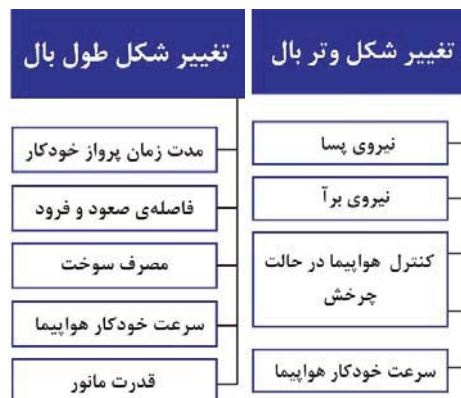 تغییر شکل وتر بال
نیروی پسا
نیروی برآ
کنترل هواپیما در حالت
چرخش
سرعت خودکار هواپیما
تغییر شکل طول بال
مدت زمان پرواز خودکار
فاصله‌ی صعود و فرود
مصرف سوخت
سرعت خودکار هواپیما
قدرت مانور